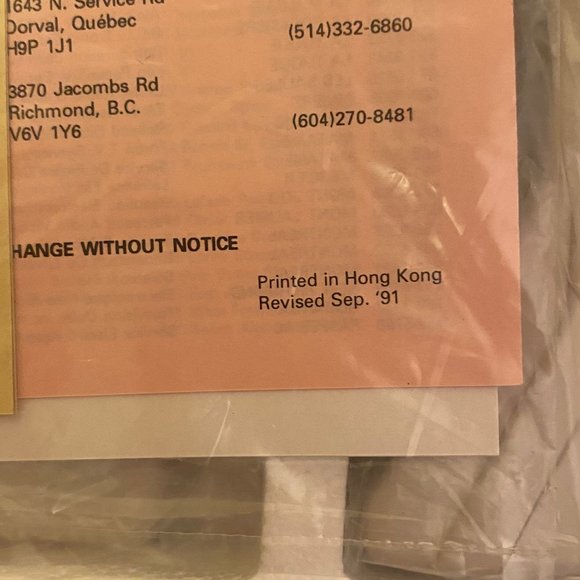 1643 N. Service Rd
Dorval, Québec
H9P 1J1
(514)332-6860
3870 Jacombs Rd
Richmond, B.C.
V6V 1Y6
(604)270-8481
HANGE WITHOUT NOTICE
Printed in Hong Kong
Revised Sep. '91